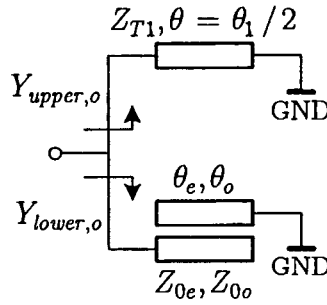 Z_{T1}, θ = θ_1 / 2
Y_{upper,o}
GND
θ_e, θ_o
Y_{lower,o}
GND
Z_{0e}, Z_{0o}